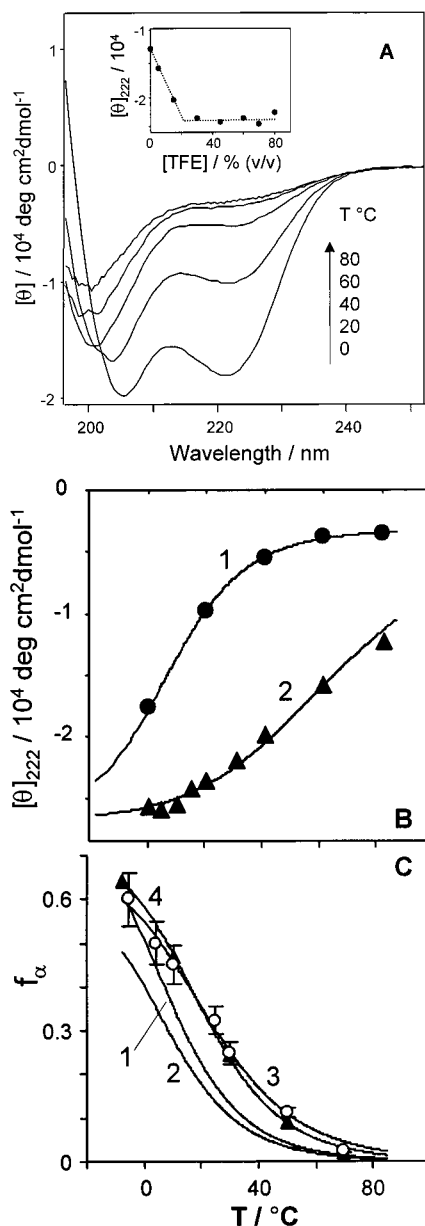 A
[θ]₂₂₂ / 10⁴
-1
-2
0 40 80
[TFE] / % (v/v)
[θ] / 10⁴ deg cm²dmol⁻¹
1
0
-1
-2
T °C
80
60
40
20
0
200 220 240
Wavelength / nm
[θ]₂₂₂ / 10⁴ deg cm²dmol⁻¹
0
-1
-2
1
2
B
C
fα
0.6
0.3
0
4
1
2
3
0 40 80
T / °C